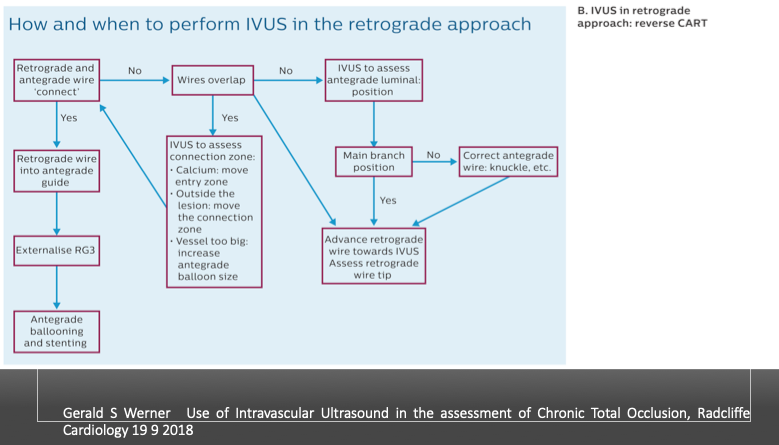 How and when to perform IVUS in the retrograde approach
B. IVUS in retrograde
approach: reverse CART
Retrograde and
antegrade wire
'connect'
No
Wires overlap
No
IVUS to assess
antegrade luminal:
position
Yes
Yes
Retrograde wire
into antegrade
guide
IVUS to assess
connection zone:
• Calcium: move
entry zone
• Outside the
lesion: move
the connection
zone
• Vessel too big:
increase
antegrade
balloon size
Main branch
position
No
Correct antegrade
wire: knuckle, etc.
Yes
Externalise RG3
Advance retrograde
wire towards IVUS
Assess retrograde
wire tip
Antegrade
ballooning
and stenting
Gerald S Werner Use of Intravascular Ultrasound in the assessment of Chronic Total Occlusion, Radcliffe
Cardiology 19 9 2018